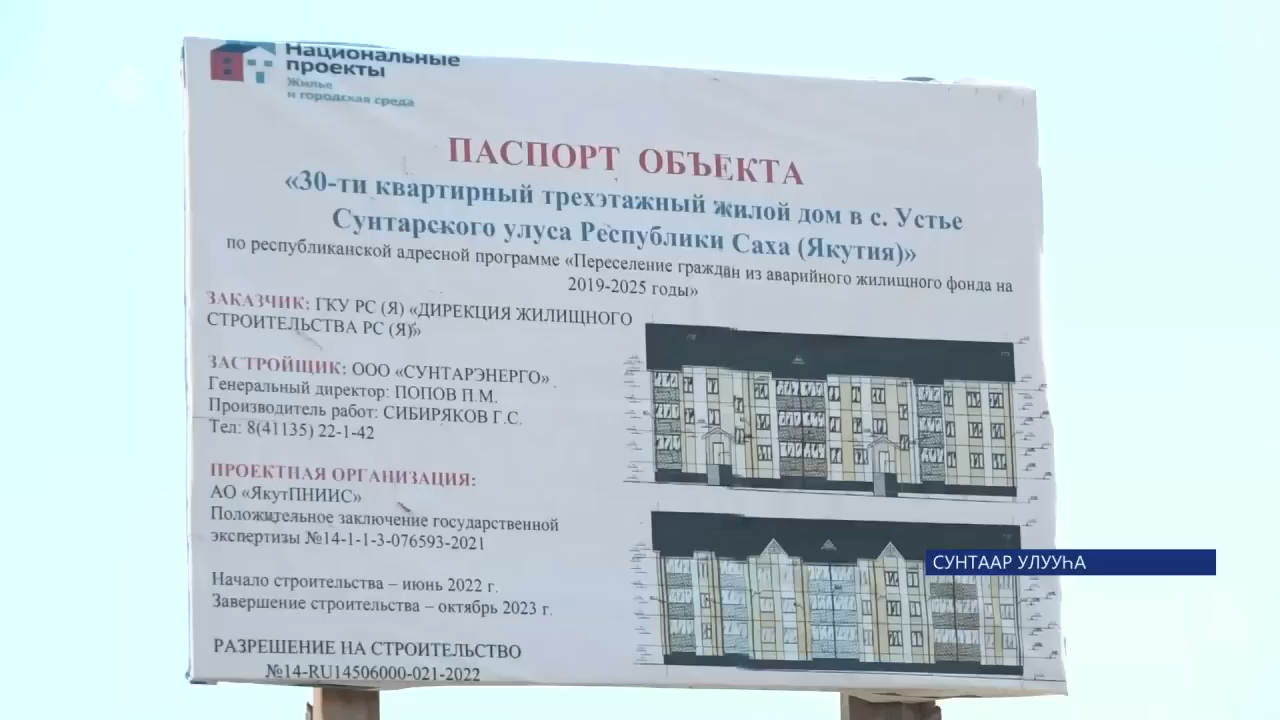 Национальные
проекты
Жилье
и городская среда
ПАСПОРТ ОБЪЕКТА
«30-ти квартирный трехэтажный жилой дом в с. Устье
Сунтарского улуса Республики Саха (Якутия)»
по республиканской адресной программе «Переселение граждан из аварийного жилищного фонда на
2019-2025 годы»
ЗАКАЗЧИК: ГКУ РС (Я) «ДИРЕКЦИЯ ЖИЛИЩНОГО
СТРОИТЕЛЬСТВА РС (Я)»
ЗАСТРОЙЩИК: ООО «СУНТАРЭНЕРГО»
Генеральный директор: ПОПОВ П.М.
Производитель работ: СИБИРЯКОВ Г.С.
Тел: 8(41135) 22-1-42
ПРОЕКТНАЯ ОРГАНИЗАЦИЯ:
АО «ЯкутПНИИС»
Положительное заключение государственной
экспертизы №14-1-1-3-076593-2021
Начало строительства – июнь 2022 г.
Завершение строительства – октябрь 2023 г.
РАЗРЕШЕНИЕ НА СТРОИТЕЛЬСТВО
№14-RU14506000-021-2022
СУНТААР УЛУУҺА